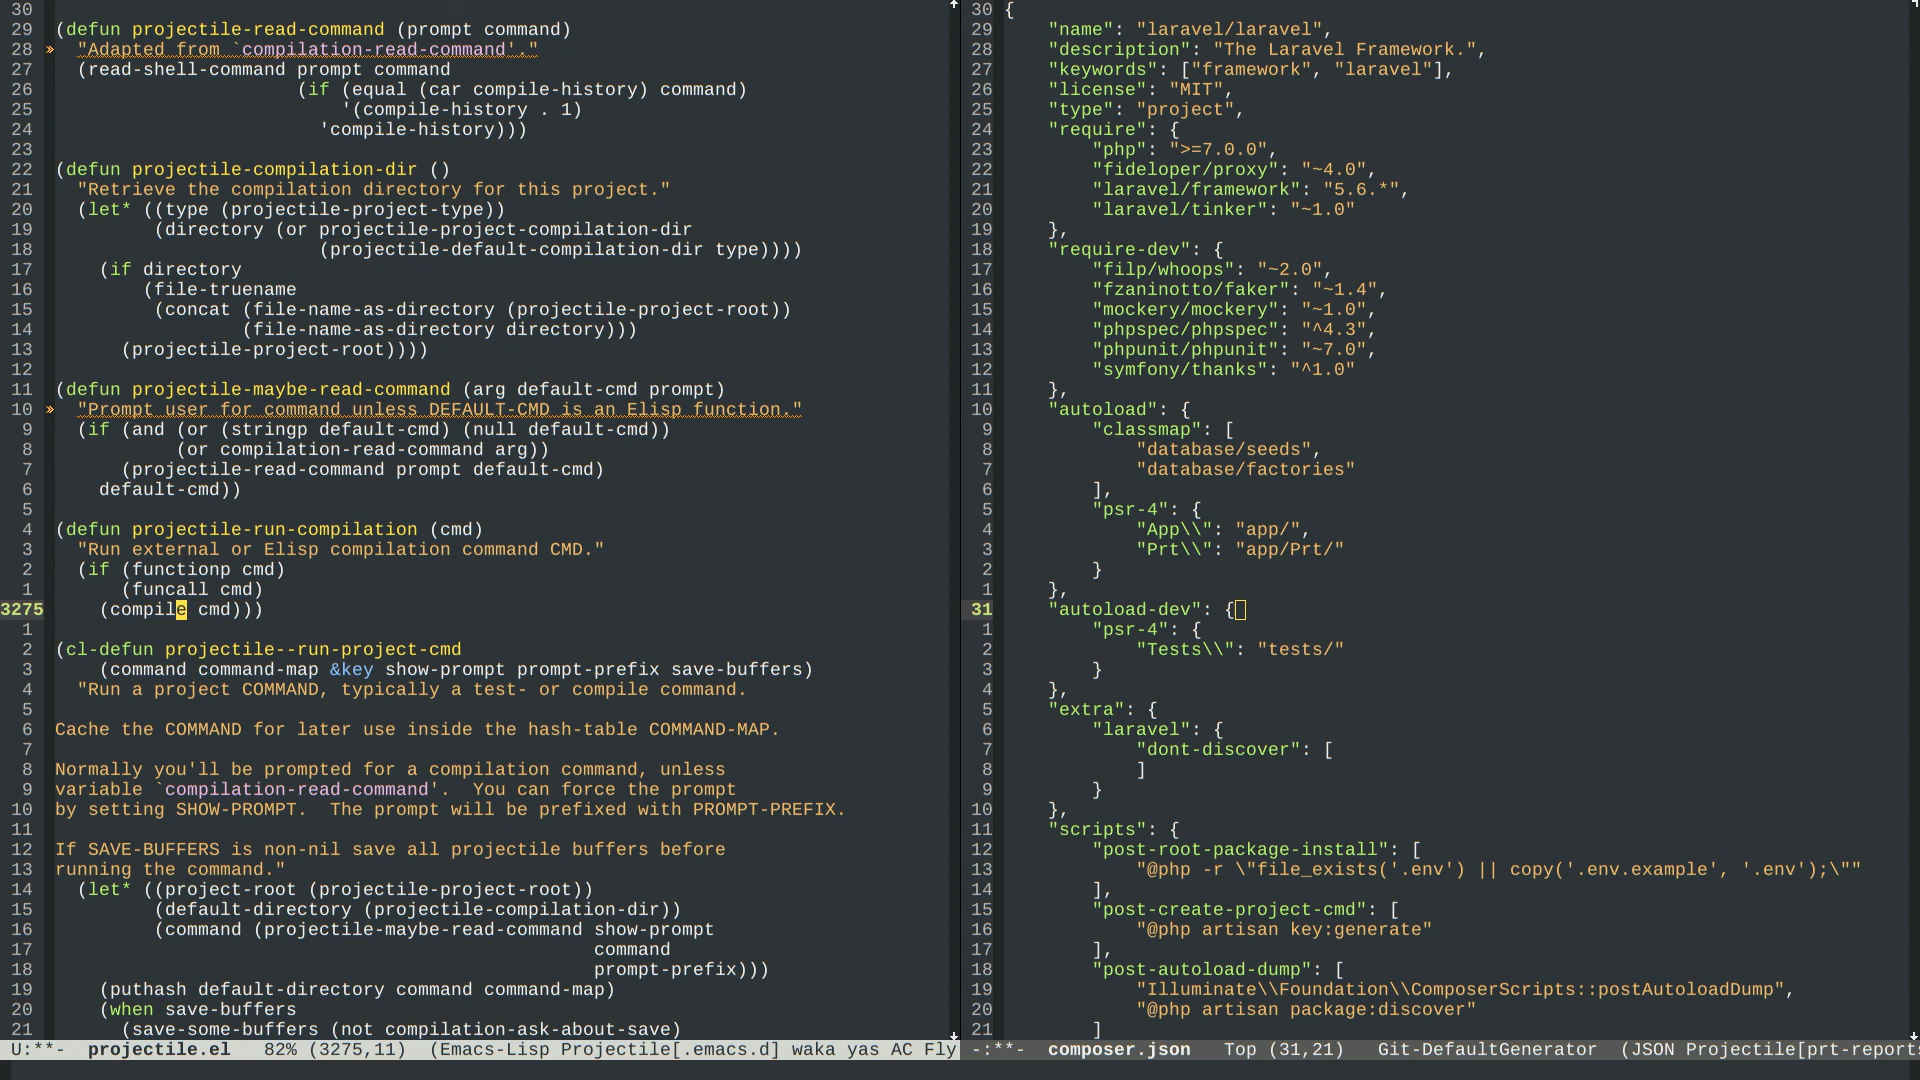 30
29 (defun projectile-read-command (prompt command)
28 »  "Adapted from `compilation-read-command'."
27   (read-shell-command prompt command
26                       (if (equal (car compile-history) command)
25                           '(compile-history . 1)
24                         'compile-history)))
23
22 (defun projectile-compilation-dir ()
21   "Retrieve the compilation directory for this project."
20   (let* ((type (projectile-project-type))
19          (directory (or projectile-project-compilation-dir
18                         (projectile-default-compilation-dir type))))
17     (if directory
16         (file-truename
15          (concat (file-name-as-directory (projectile-project-root))
14                  (file-name-as-directory directory)))
13       (projectile-project-root))))
12
11 (defun projectile-maybe-read-command (arg default-cmd prompt)
10 »  "Prompt user for command unless DEFAULT-CMD is an Elisp function."
9   (if (and (or (stringp default-cmd) (null default-cmd))
8            (or compilation-read-command arg))
7       (projectile-read-command prompt default-cmd)
6     default-cmd))
5
4 (defun projectile-run-compilation (cmd)
3   "Run external or Elisp compilation command CMD."
2   (if (functionp cmd)
1       (funcall cmd)
3275     (compile cmd)))
1
2 (cl-defun projectile--run-project-cmd
3     (command command-map &key show-prompt prompt-prefix save-buffers)
4   "Run a project COMMAND, typically a test- or compile command.
5
6 Cache the COMMAND for later use inside the hash-table COMMAND-MAP.
7
8 Normally you'll be prompted for a compilation command, unless
9 variable `compilation-read-command'.  You can force the prompt
10 by setting SHOW-PROMPT.  The prompt will be prefixed with PROMPT-PREFIX.
11
12 If SAVE-BUFFERS is non-nil save all projectile buffers before
13 running the command."
14   (let* ((project-root (projectile-project-root))
15          (default-directory (projectile-compilation-dir))
16          (command (projectile-maybe-read-command show-prompt
17                                                  command
18                                                  prompt-prefix)))
19     (puthash default-directory command command-map)
20     (when save-buffers
21       (save-some-buffers (not compilation-ask-about-save)
U:**-  projectile.el   82% (3275,11)  (Emacs-Lisp Projectile[.emacs.d] waka yas AC Fly
30 {
29     "name": "laravel/laravel",
28     "description": "The Laravel Framework.",
27     "keywords": ["framework", "laravel"],
26     "license": "MIT",
25     "type": "project",
24     "require": {
23         "php": ">=7.0.0",
22         "fideloper/proxy": "~4.0",
21         "laravel/framework": "5.6.*",
20         "laravel/tinker": "~1.0"
19     },
18     "require-dev": {
17         "filp/whoops": "~2.0",
16         "fzaninotto/faker": "~1.4",
15         "mockery/mockery": "~1.0",
14         "phpspec/phpspec": "^4.3",
13         "phpunit/phpunit": "~7.0",
12         "symfony/thanks": "^1.0"
11     },
10     "autoload": {
9         "classmap": [
8             "database/seeds",
7             "database/factories"
6         ],
5         "psr-4": {
4             "App\\": "app/",
3             "Prt\\": "app/Prt/"
2         }
1     },
31     "autoload-dev": {
1         "psr-4": {
2             "Tests\\": "tests/"
3         }
4     },
5     "extra": {
6         "laravel": {
7             "dont-discover": [
8             ]
9         }
10     },
11     "scripts": {
12         "post-root-package-install": [
13             "@php -r \"file_exists('.env') || copy('.env.example', '.env');\""
14         ],
15         "post-create-project-cmd": [
16             "@php artisan key:generate"
17         ],
18         "post-autoload-dump": [
19             "Illuminate\\Foundation\\ComposerScripts::postAutoloadDump",
20             "@php artisan package:discover"
21         ]
-:**-  composer.json   Top (31,21)   Git-DefaultGenerator  (JSON Projectile[prt-reports